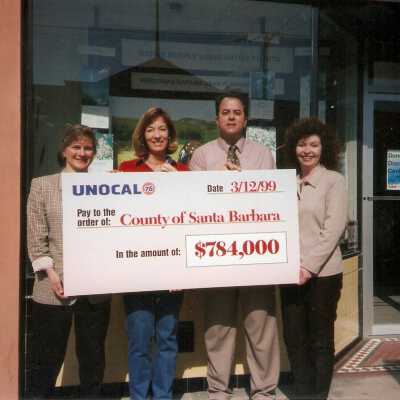 UNOCAL 76 Date 3/12/99
Pay to the
order of: County of Santa Barbara
In the amount of: $784,000